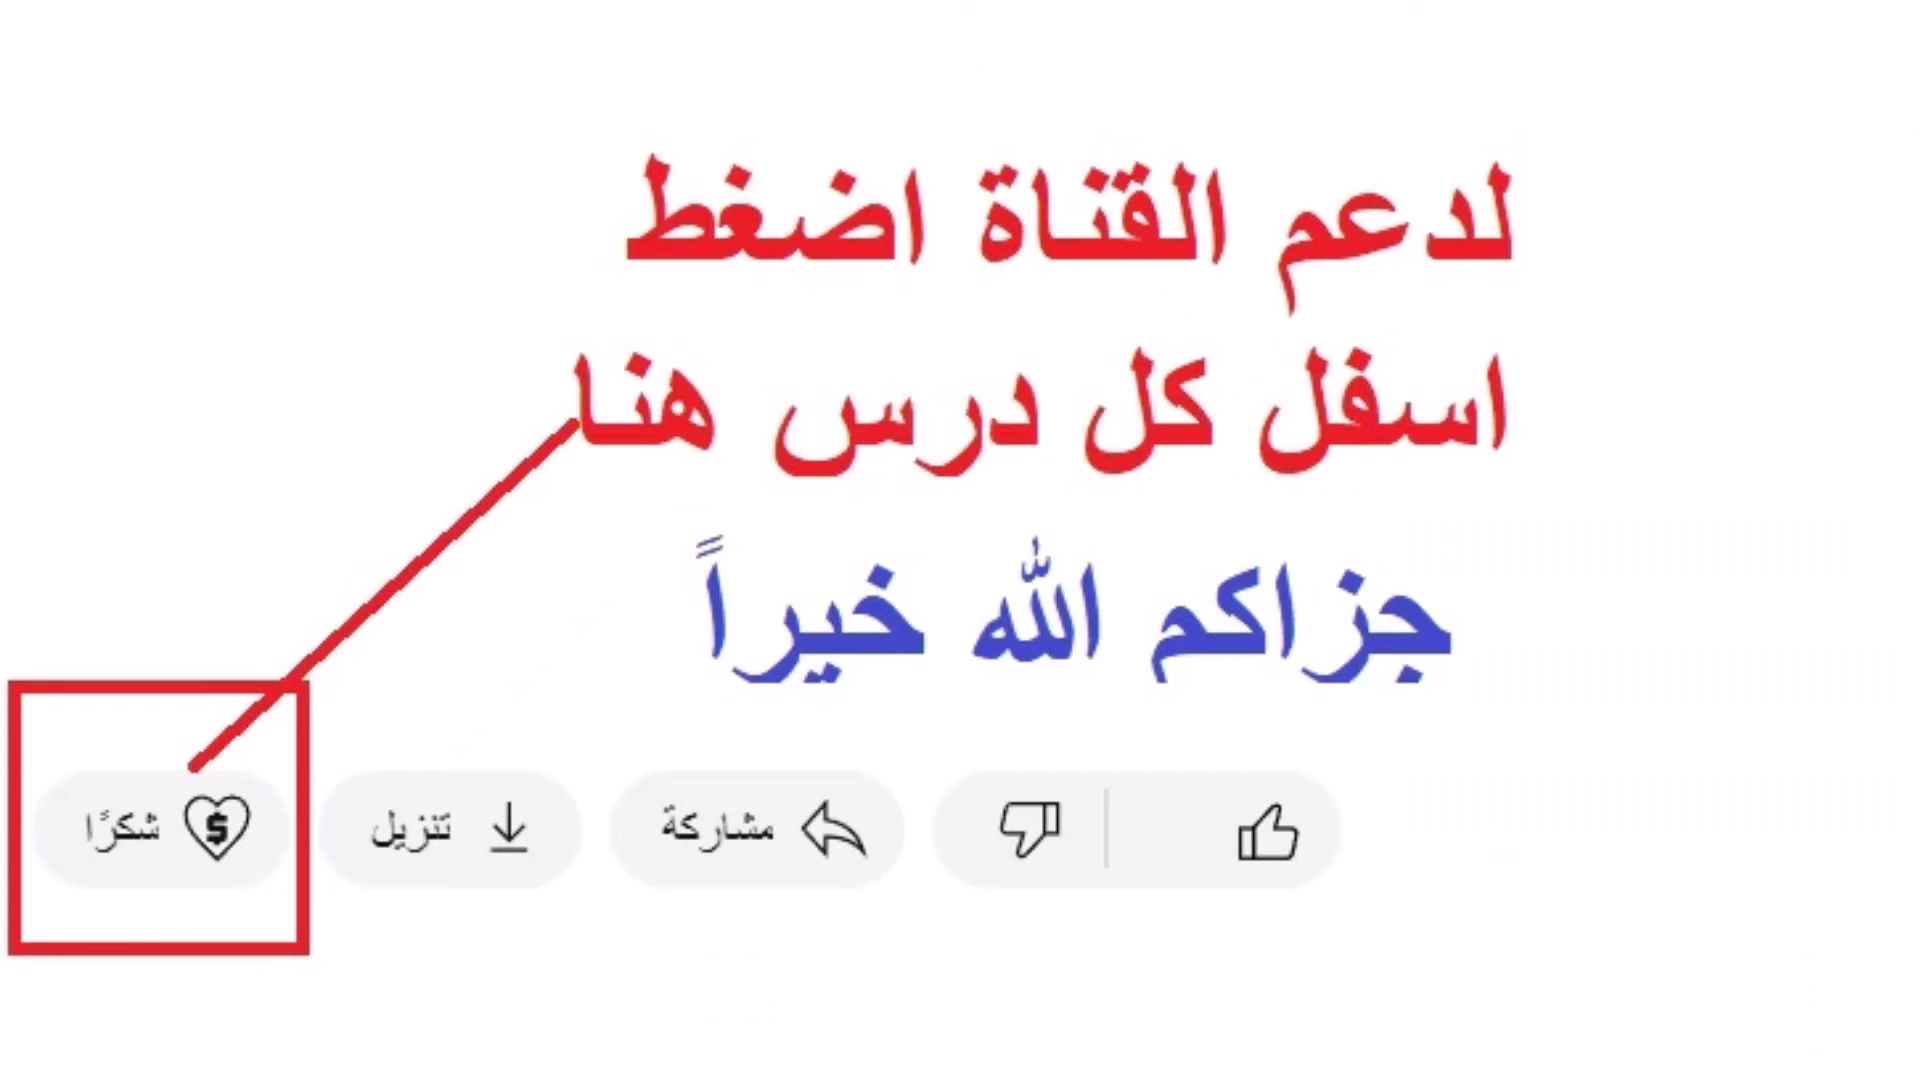 لدعم القناة اضغط
اسفل كل درس هنا
جزاكم الله خيراً
مشاركة
تنزيل
شكرًا